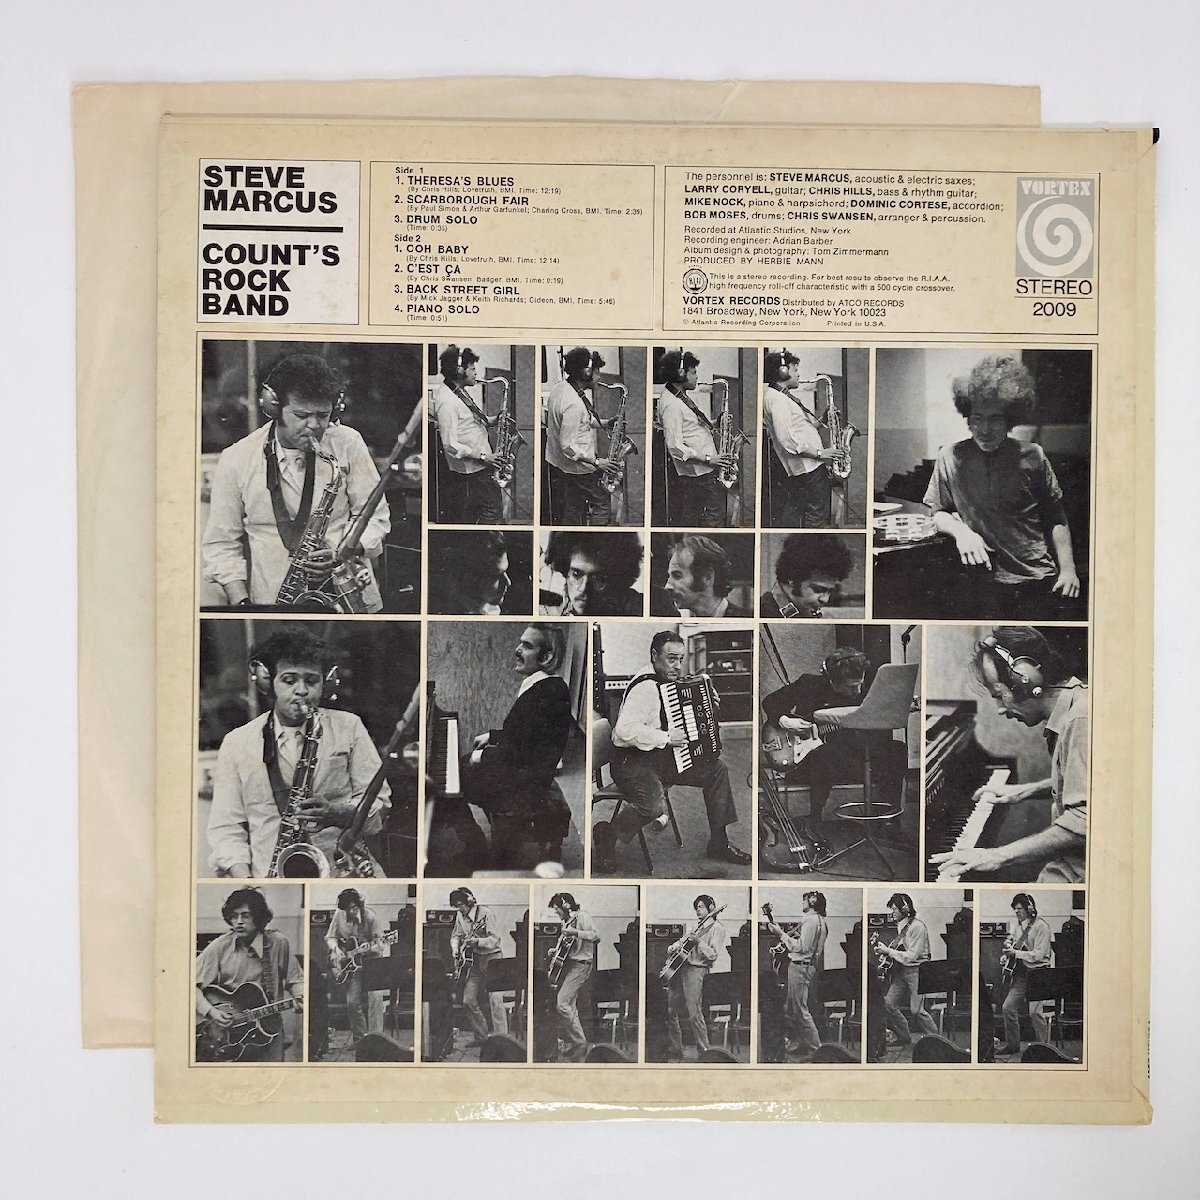 STEVE
MARCUS
COUNT'S
ROCK
BAND
Side 1
1. THERESA'S BLUES
(By Chris Hills; Lovetruth, BMI. Time: 12:19)
2. SCARBOROUGH FAIR
(By Paul Simon & Arthur Garfunkel; Charing Cross, BMI. Time: 2:39)
3. DRUM SOLO
(Time: 0:35)
Side 2
1. OOH BABY
(By Chris Hills; Lovetruth, BMI. Time: 12:14)
2. C'EST ÇA
(By Chris Swansen; Badger, BMI. Time: 0:19)
3. BACK STREET GIRL
(By Mick Jagger & Keith Richards; Gideon, BMI, Time: 5:46)
4. PIANO SOLO
(Time: 0:51)
The personnel is: STEVE MARCUS, acoustic & electric saxes;
LARRY CORYELL, guitar; CHRIS HILLS, bass & rhythm guitar;
MIKE NOCK, piano & harpsichord; DOMINIC CORTESE, accordion;
BOB MOSES, drums; CHRIS SWANSEN, arranger & percussion.
Recorded at Atlantic Studios, New York
Recording engineer: Adrian Barber
Album design & photography: Tom Zimmermann
PRODUCED BY HERBIE MANN
This is a stereo recording. For best results observe the R.I.A.A.
high frequency roll-off characteristic with a 500 cycle crossover.
VORTEX RECORDS Distributed by ATCO RECORDS
1841 Broadway, New York, New York 10023
© Atlantic Recording Corporation Printed in U.S.A.
VORTEX
STEREO
2009